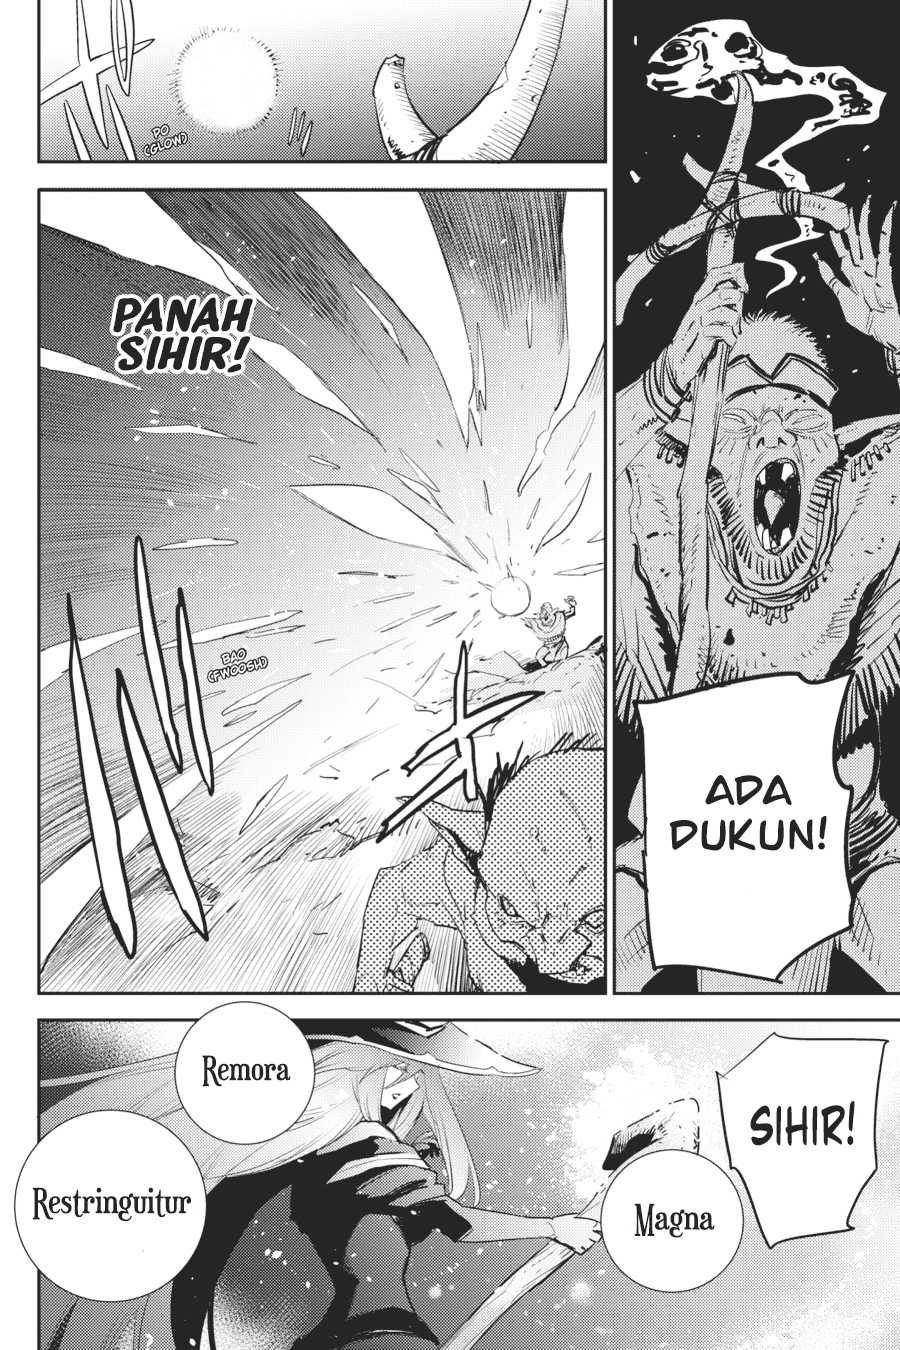 ADA
DUKUN!
PO
(GLOW)
PANAH
SIHIR!
BAO
(FWOOSH)
SIHIR!
Magna
Remora
Restringuitur